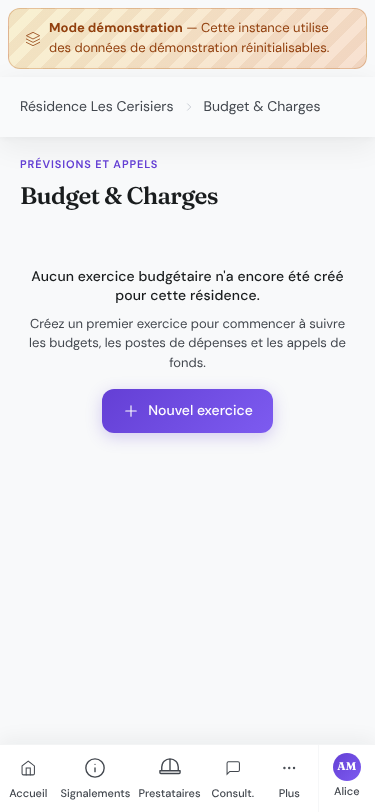 Mode démonstration — Cette instance utilise
des données de démonstration réinitialisables.
Résidence Les Cerisiers
Budget & Charges
PRÉVISIONS ET APPELS
Budget & Charges
Aucun exercice budgétaire n'a encore été créé
pour cette résidence.
Créez un premier exercice pour commencer à suivre
les budgets, les postes de dépenses et les appels de
fonds.
Nouvel exercice
AM
Accueil
Signalements
Prestataires
Consult.
Plus
Alice